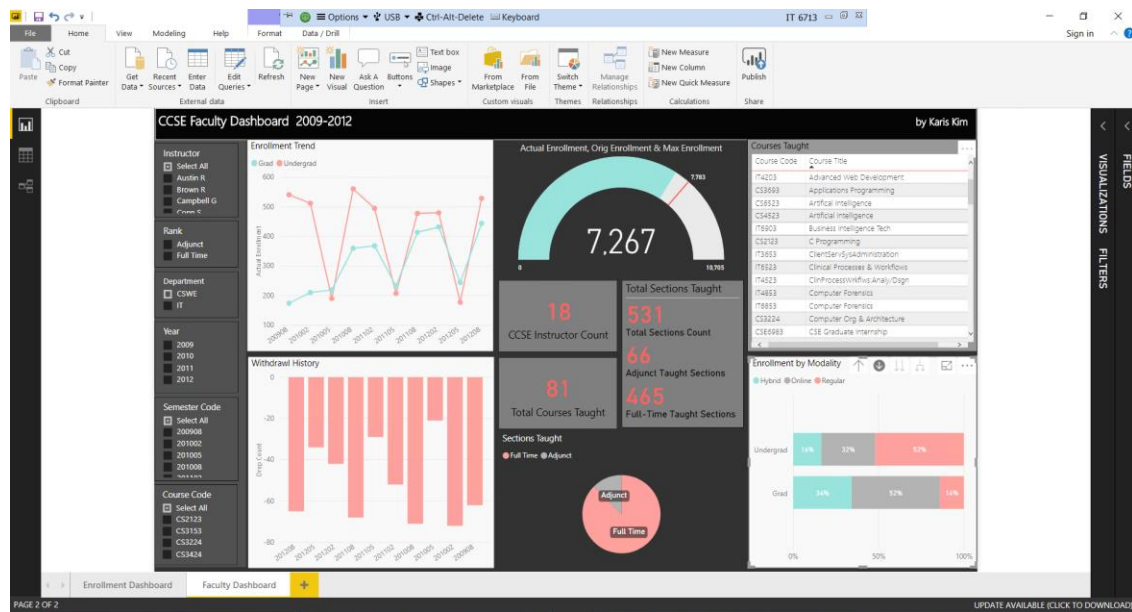 Options USB Ctrl-Alt-Delete Keyboard
IT 6713
File Home View Modeling Help Format Data / Drill
Sign in
Paste
Cut
Copy
Format Painter
Clipboard
Get Data
Recent Sources
Enter Data
Edit Queries
External data
Refresh
New Page
New Visual
Ask A Question
Buttons
Text box
Image
Shapes
Insert
From Marketplace
From File
Custom visuals
Switch Theme
Themes
Manage Relationships
Relationships
New Measure
New Column
New Quick Measure
Calculations
Publish
Share
CCSE Faculty Dashboard 2009-2012
by Karis Kim
Instructor
Select All
Austin R
Brown R
Campbell G
Conn S
Rank
Adjunct
Full Time
Department
CSWE
IT
Year
2009
2010
2011
2012
Semester Code
Select All
200908
201002
201005
201008
Course Code
Select All
CS2123
CS3153
CS3224
CS3424
Enrollment Trend
Grad Undergrad
Actual Enrollment
600
500
400
300
200
100
200908 201002 201005 201008 201102 201105 201108 201202 201205 201208
Withdrawl History
Drop Count
0
-20
-40
-60
-80
201208 201205 201202 201108 201105 201102 201008 201005 201002 200908
Actual Enrollment, Orig Enrollment & Max Enrollment
7,703
7,267
0
10,705
18
CCSE Instructor Count
81
Total Courses Taught
Total Sections Taught
531
Total Sections Count
66
Adjunct Taught Sections
465
Full-Time Taught Sections
Sections Taught
Full Time Adjunct
Adjunct
Full Time
Courses Taught
Course Code Course Title
IT4203 Advanced Web Development
CS3693 Applications Programming
CS6523 Artifical Intelligence
CS4523 Artificial Intelligence
IT6903 Business Intelligence Tech
CS2123 C Programming
IT3653 ClientServSysAdministration
IT6523 Clinical Processes & Workflows
IT4523 ClinProcessWrkflws:Analy/Dsgn
IT4853 Computer Forensics
IT6853 Computer Forensics
CS3224 Computer Org & Architecture
CSE6983 CSE Graduate Internship
Enrollment by Modality
Hybrid Online Regular
Undergrad 16% 32% 52%
Grad 34% 52% 14%
0% 50% 100%
VISUALIZATIONS
FILTERS
FIELDS
Enrollment Dashboard
Faculty Dashboard
PAGE 2 OF 2
UPDATE AVAILABLE (CLICK TO DOWNLOAD)